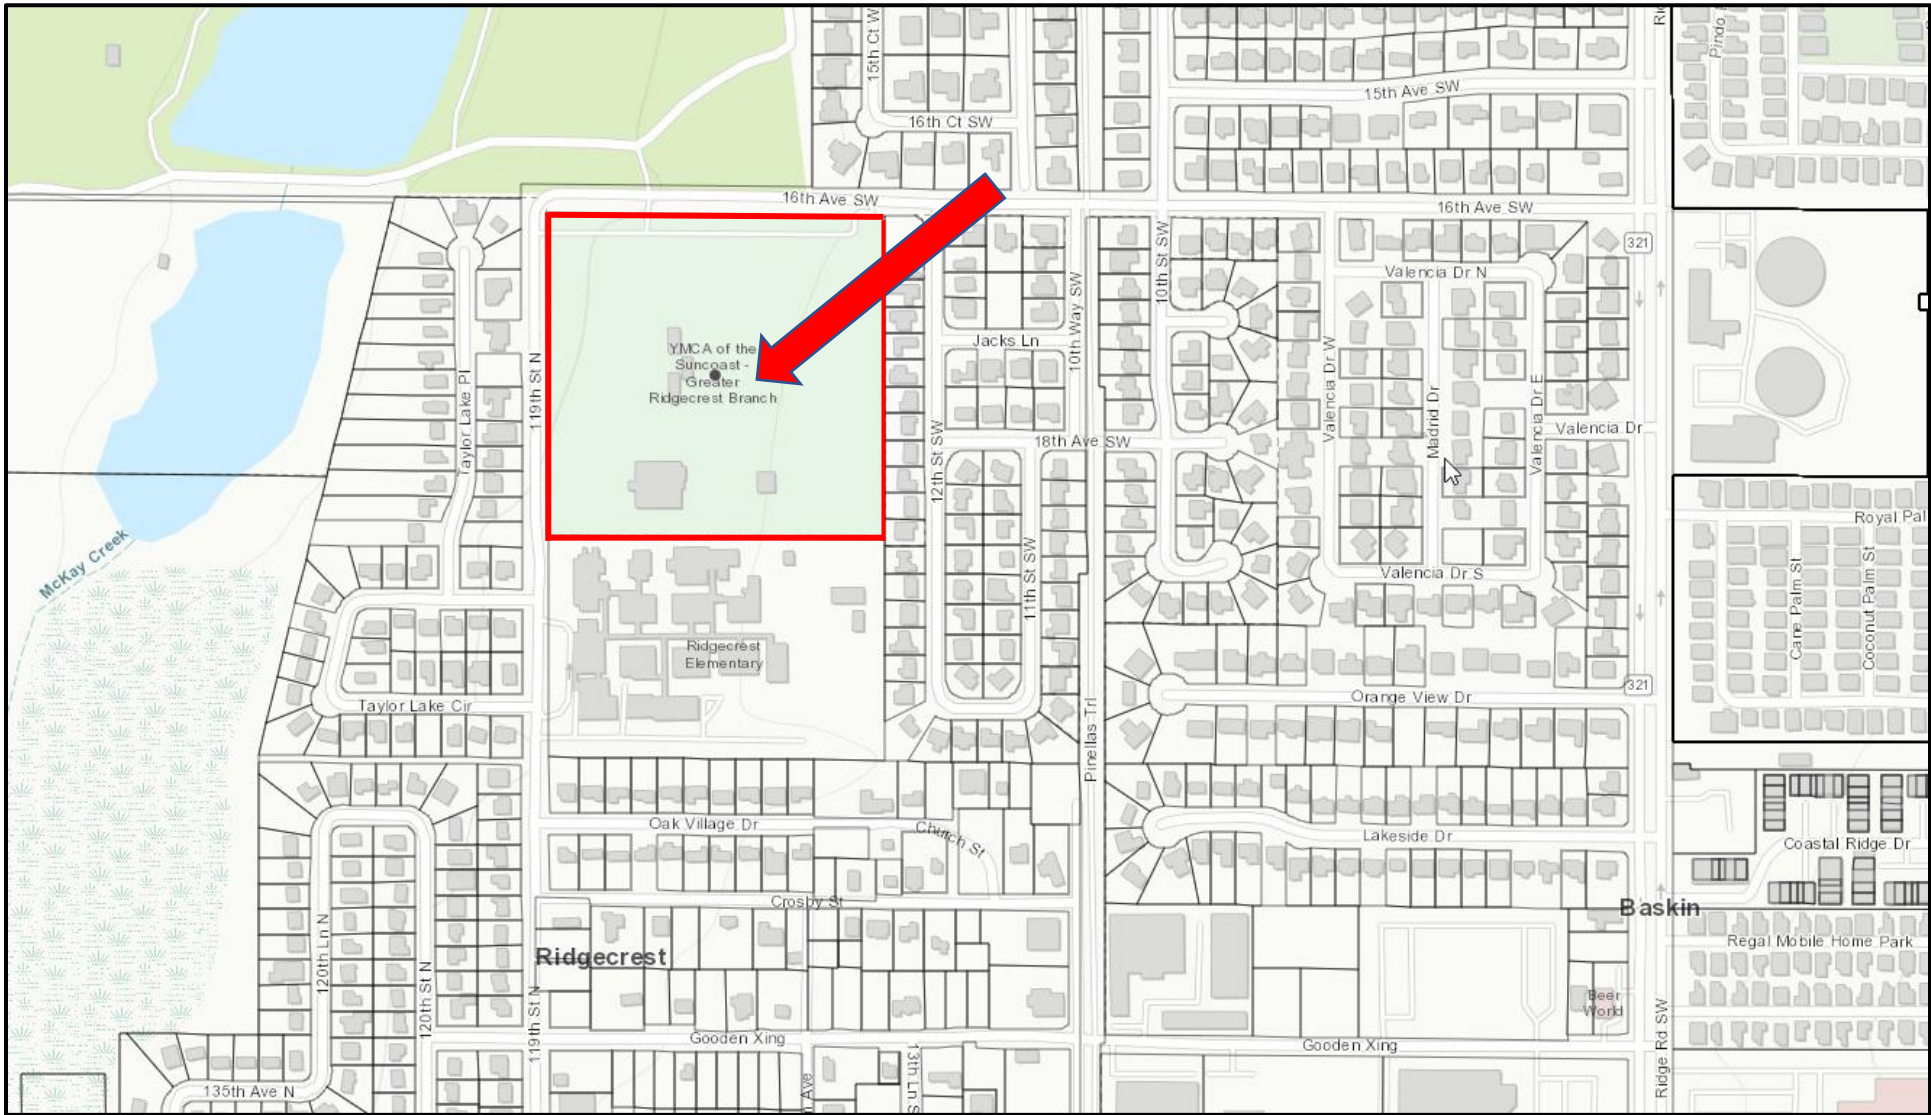 15th Ct W
16th Ct SW
15th Ave SW
16th Ave SW
16th Ave SW
321
Valencia Dr N
10th St SW
10th Way SW
Jacks Ln
YMCA of the
Suncoast -
Greater
Ridgecrest Branch
119th St N
Taylor Lake Pl
Valencia Dr W
Madrid Dr
Valencia Dr E
Valencia Dr
12th St SW
18th Ave SW
Royal Pal
McKay Creek
11th St SW
Valencia Dr S
Cane Palm St
Coconut Palm St
Ridgecrest
Elementary
321
Orange View Dr
Taylor Lake Cir
Pinellas Trl
Oak Village Dr
Church St
Lakeside Dr
Coastal Ridge Dr
Crosby St
Baskin
Regal Mobile Home Park
Ridgecrest
120th Ln N
120th St N
119th St N
Beer
World
Gooden Xing
Gooden Xing
Ridge Rd SW
135th Ave N
Ave
13th Ln S